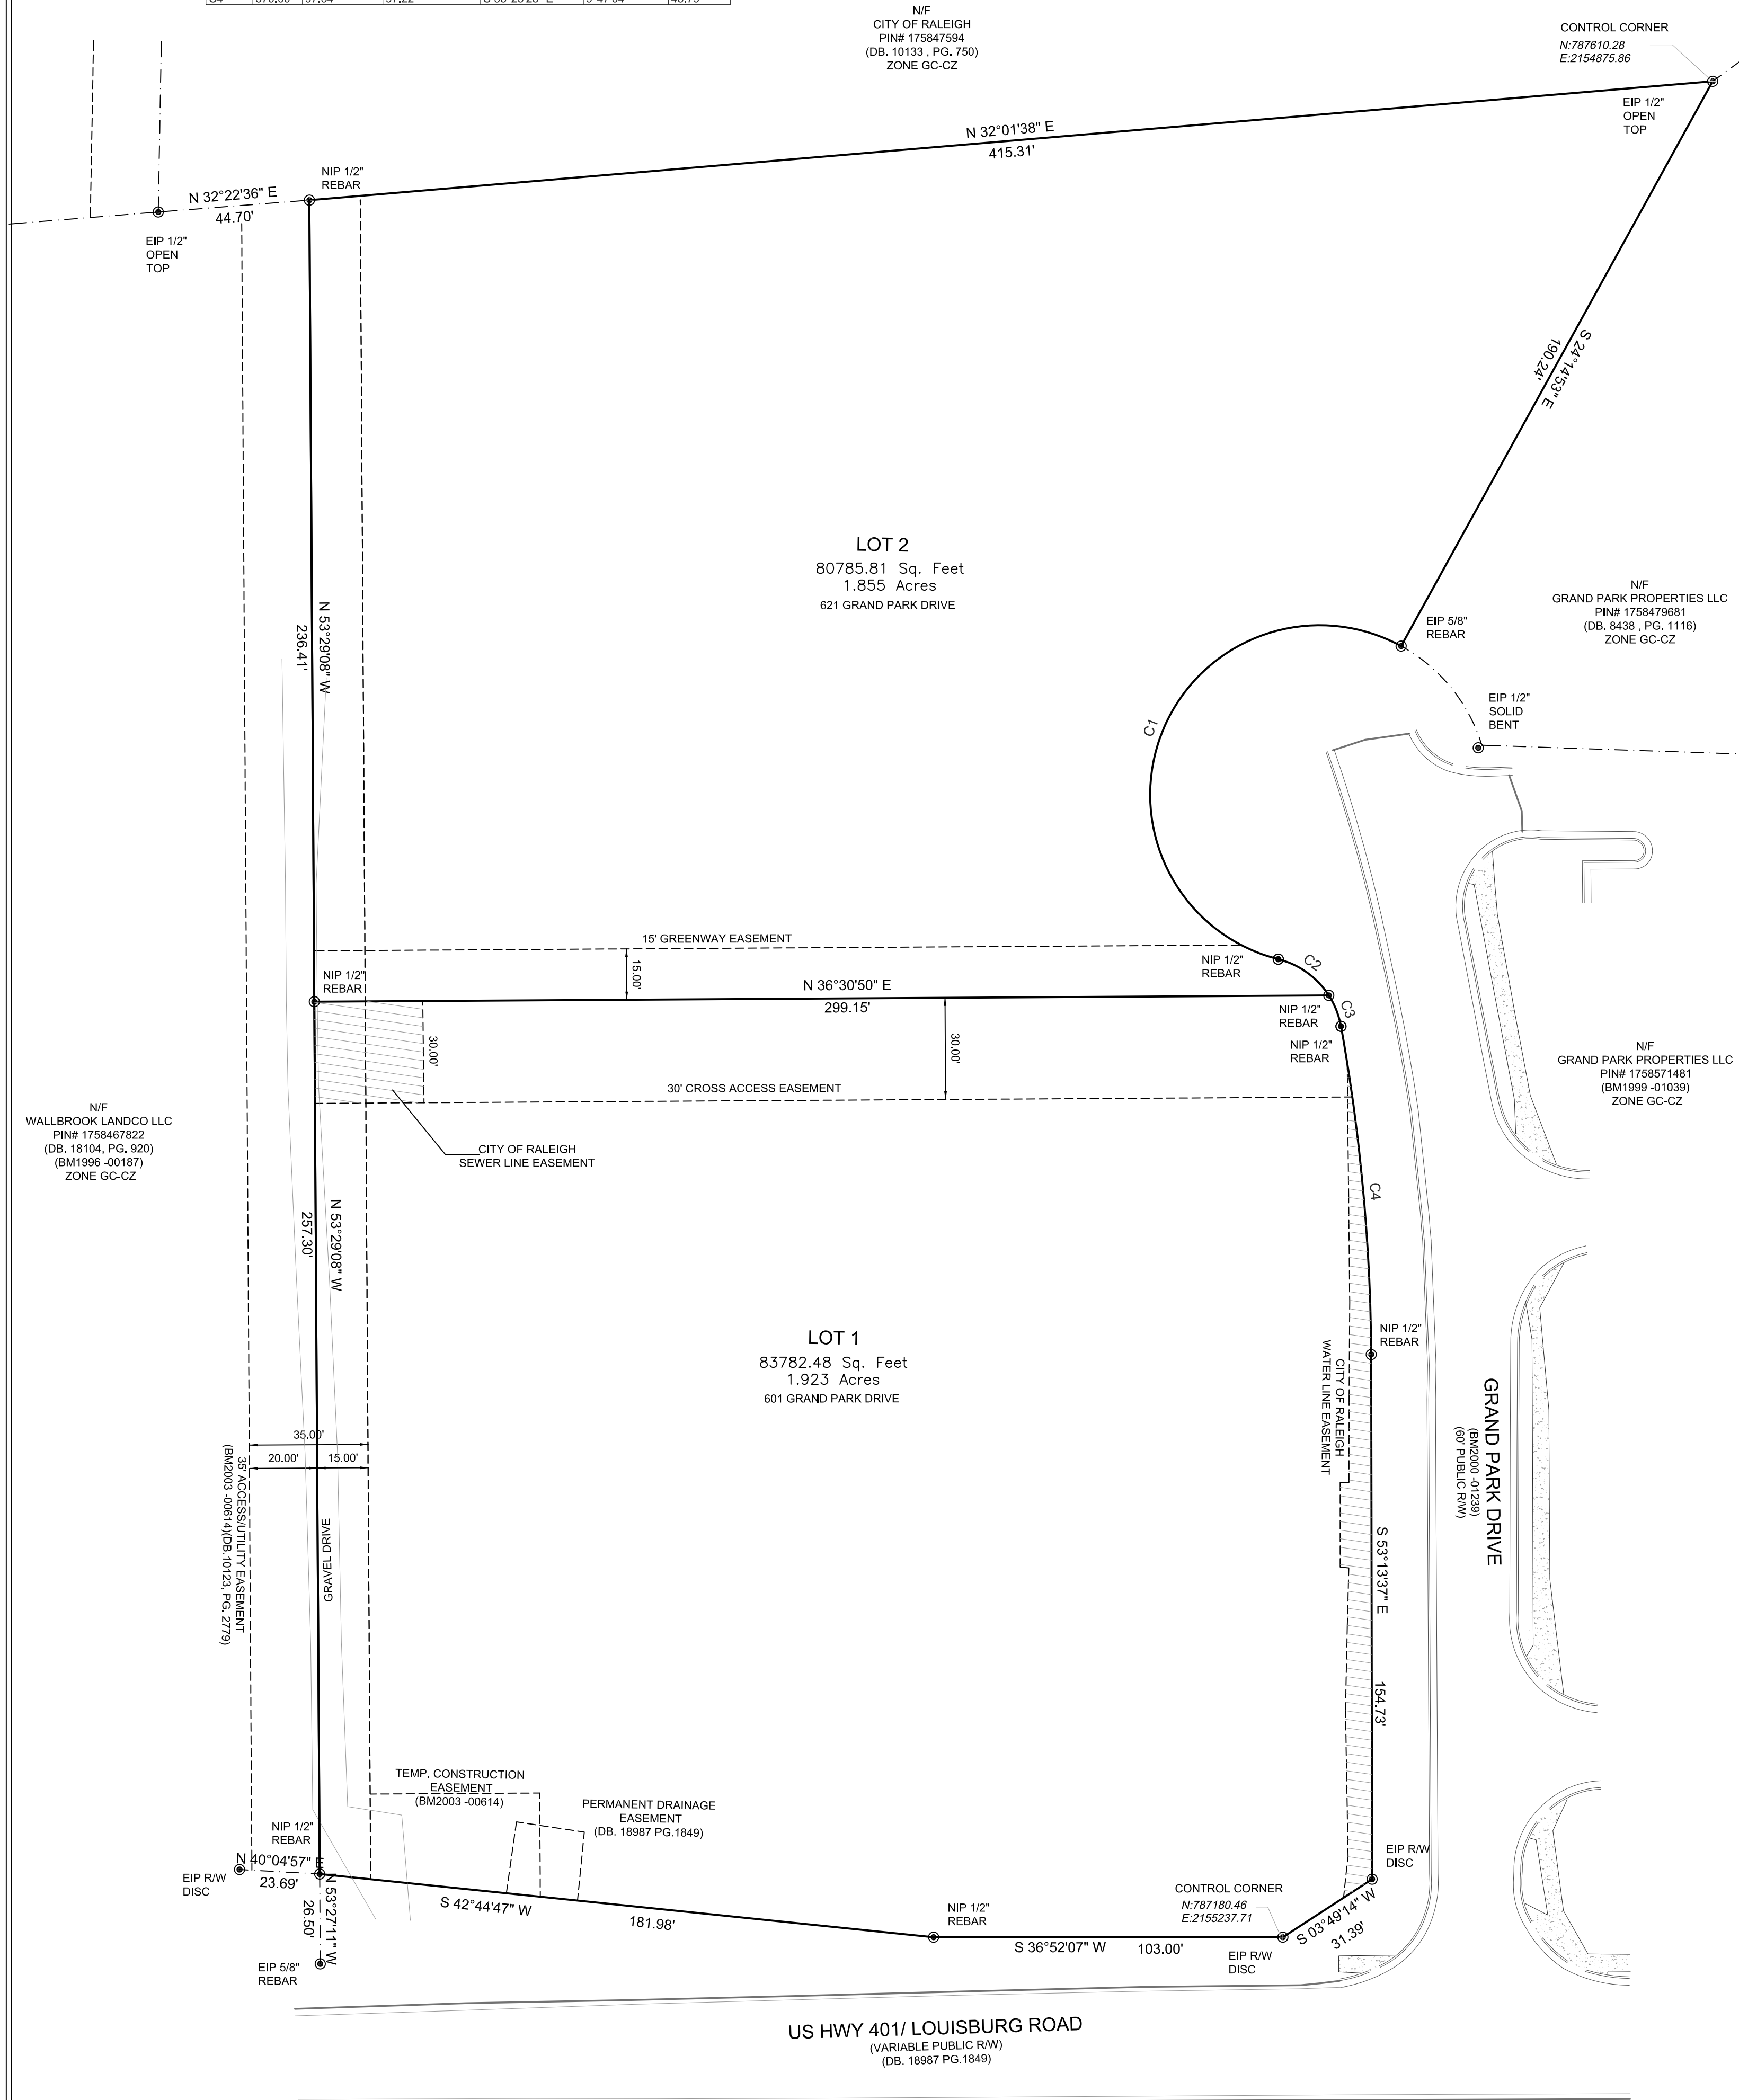 N/F
CITY OF RALEIGH
PIN# 175847594
(DB. 10133 , PG. 750)
ZONE GC-CZ
CONTROL CORNER
N:787610.28
E:2154875.86
EIP 1/2"
OPEN
TOP
N 32°01'38" E
415.31'
NIP 1/2"
REBAR
N 32°22'36" E
44.70'
EIP 1/2"
OPEN
TOP
S 24°14'53" E
190.24'
LOT 2
80785.81 Sq. Feet
1.855 Acres
621 GRAND PARK DRIVE
N/F
GRAND PARK PROPERTIES LLC
PIN# 1758479681
(DB. 8438 , PG. 1116)
ZONE GC-CZ
EIP 5/8"
REBAR
N 53°29'08" W
236.41'
EIP 1/2"
SOLID
BENT
C1
15' GREENWAY EASEMENT
15.00'
NIP 1/2"
REBAR
C2
NIP 1/2"
REBAR
N 36°30'50" E
299.15'
NIP 1/2"
REBAR
C3
NIP 1/2"
REBAR
30.00'
30.00'
30' CROSS ACCESS EASEMENT
N/F
GRAND PARK PROPERTIES LLC
PIN# 1758571481
(BM1999 -01039)
ZONE GC-CZ
N/F
WALLBROOK LANDCO LLC
PIN# 1758467822
(DB. 18104, PG. 920)
(BM1996 -00187)
ZONE GC-CZ
CITY OF RALEIGH
SEWER LINE EASEMENT
C4
N 53°29'08" W
257.30'
LOT 1
83782.48 Sq. Feet
1.923 Acres
601 GRAND PARK DRIVE
NIP 1/2"
REBAR
CITY OF RALEIGH
WATER LINE EASEMENT
GRAND PARK DRIVE
(BM2000 -01239)
(60' PUBLIC R/W)
35.00'
20.00'
15.00'
35' ACCESS/UTILITY EASEMENT
(BM2003 -00614)(DB.10123, PG. 2779)
GRAVEL DRIVE
S 53°13'37" E
154.73'
TEMP. CONSTRUCTION
EASEMENT
(BM2003 -00614)
PERMANENT DRAINAGE
EASEMENT
(DB. 18987 PG.1849)
NIP 1/2"
REBAR
N 40°04'57" E
23.69'
EIP R/W
DISC
N 53°27'11" W
26.50'
EIP 5/8"
REBAR
S 42°44'47" W
181.98'
NIP 1/2"
REBAR
S 36°52'07" W
103.00'
CONTROL CORNER
N:787180.46
E:2155237.71
EIP R/W
DISC
S 03°49'14" W
31.39'
EIP R/W
DISC
US HWY 401/ LOUISBURG ROAD
(VARIABLE PUBLIC R/W)
(DB. 18987 PG.1849)